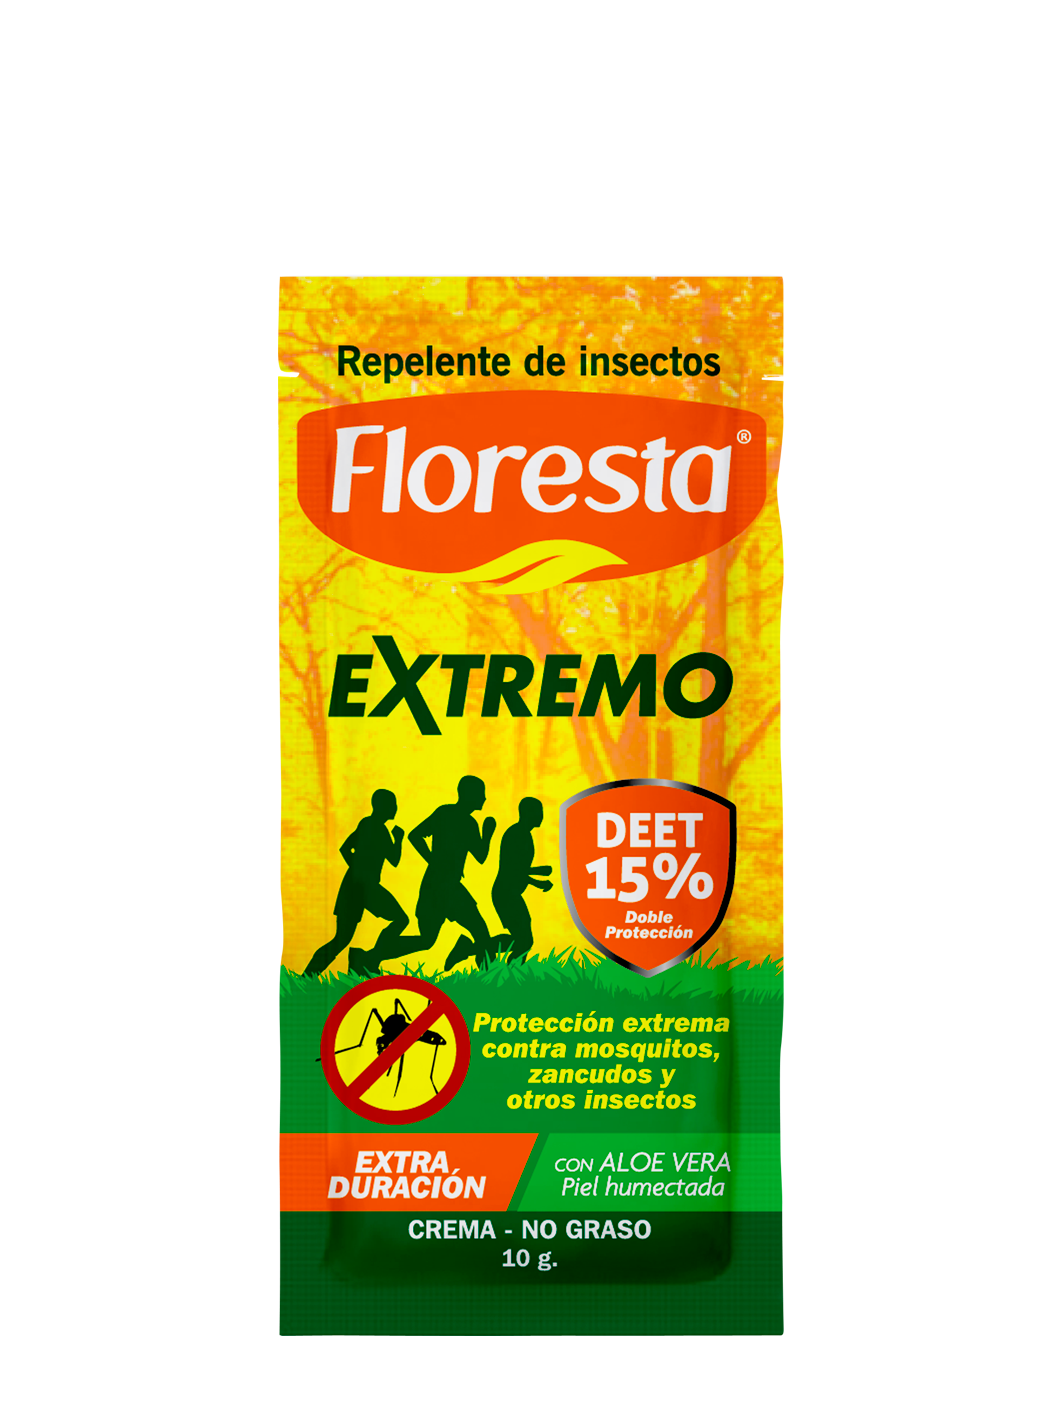 Repelente de insectos
Floresta®
EXTREMO
DEET
15%
Doble
Protección
Protección extrema
contra mosquitos,
zancudos y
otros insectos
EXTRA
DURACIÓN
CON ALOE VERA
Piel humectada
CREMA - NO GRASO
10 g.